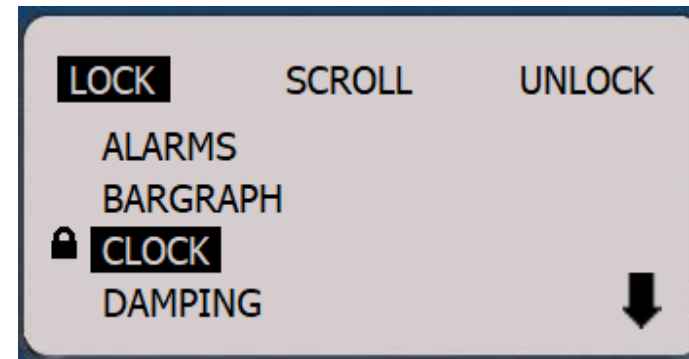 LOCK SCROLL UNLOCK
ALARMS
BARGRAPH
CLOCK
DAMPING